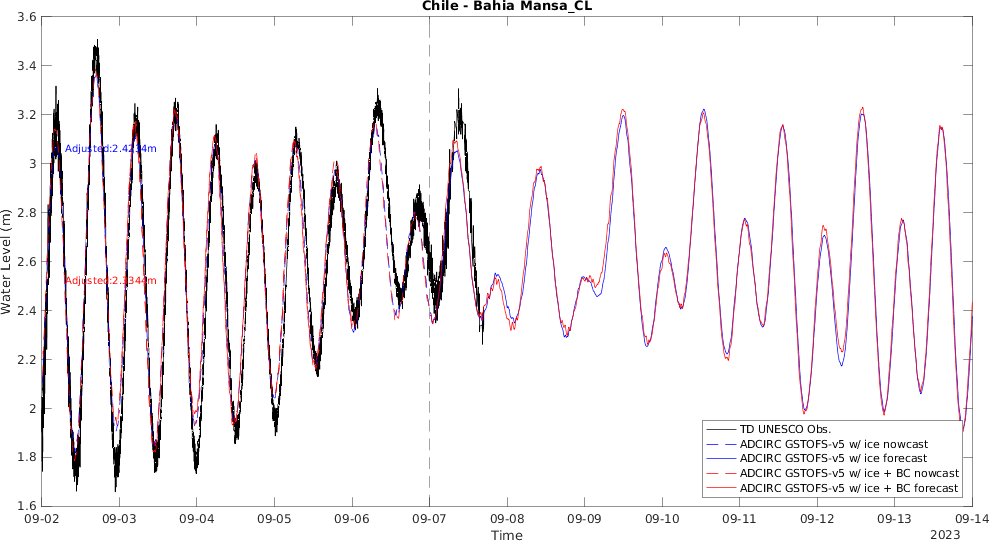 Chile - Bahia Mansa_CL
3.6
3.4
3.2
3
2.8
2.6
2.4
2.2
2
1.8
1.6
Water Level (m)
Adjusted:2.4234m
Adjusted:2.1344m
TD UNESCO Obs.
ADCIRC GSTOFS-v5 w/ ice nowcast
ADCIRC GSTOFS-v5 w/ ice forecast
ADCIRC GSTOFS-v5 w/ ice + BC nowcast
ADCIRC GSTOFS-v5 w/ ice + BC forecast
09-02 09-03 09-04 09-05 09-06 09-07 09-08 09-09 09-10 09-11 09-12 09-13 09-14
Time
2023